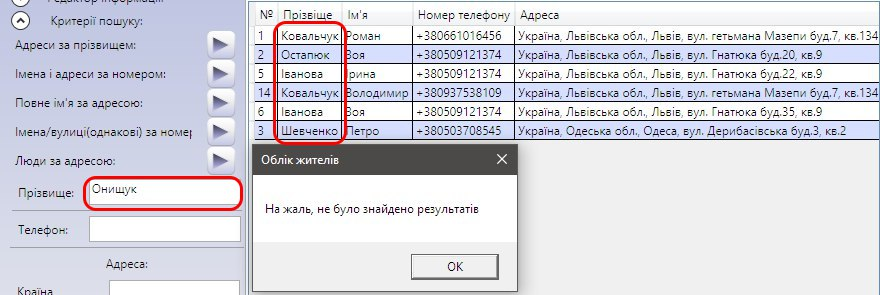 Критерії пошуку:
Адреси за прізвищем:
Імена і адреси за номером:
Повне ім'я за адресою:
Імена/вулиці(однакові) за номер
Люди за адресою:
Прізвище: Онищук
Телефон:
Адреса:
Країна
№ Прізвіще Ім'я Номер телефону Адреса
1 Ковальчук Роман +380661016456 Україна, Львівська обл., Львів, вул. гетьмана Мазепи буд.7, кв.134
2 Остапюк Зоя +380509121374 Україна, Львівська обл., Львів, вул. Гнатюка буд.20, кв.9
5 Іванова Ірина +380509121374 Україна, Львівська обл., Львів, вул. Гнатюка буд.22, кв.9
14 Ковальчук Володимир +380937538109 Україна, Львівська обл., Львів, вул. гетьмана Мазепи буд.7, кв.134
6 Іванова Зоя +380509121374 Україна, Львівська обл., Львів, вул. Гнатюка буд.35, кв.9
3 Шевченко Петро +380503708545 Україна, Одеська обл., Одеса, вул. Дерибасівська буд.3, кв.2
Облік жителів
На жаль, не було знайдено результатів
OK